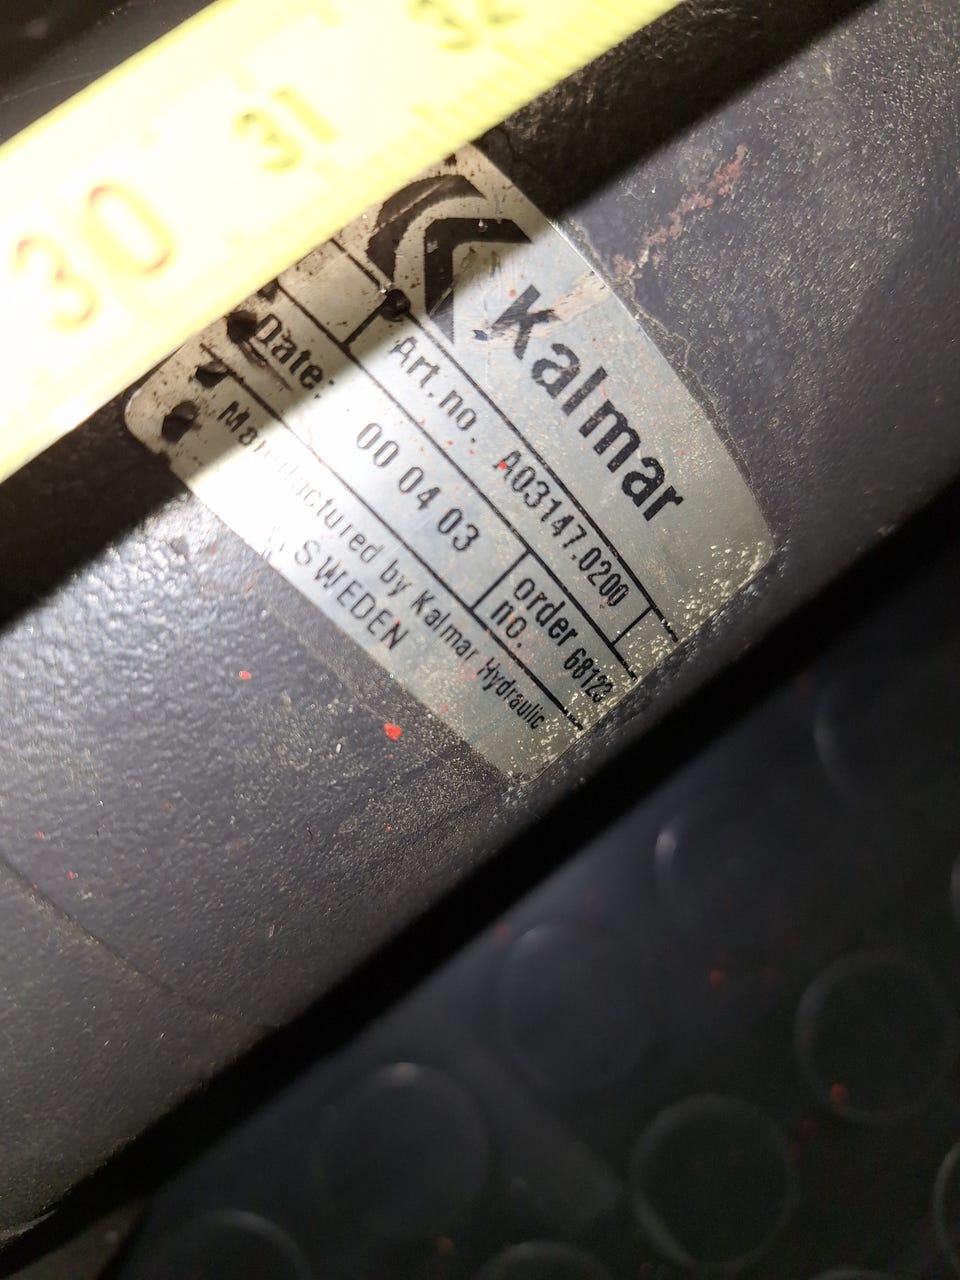 30 31 32
Kalmar
Art.no. A03147.0200
Date: 00 04 03 order no. 68123
Manufactured by Kalmar Hydraulic
SWEDEN